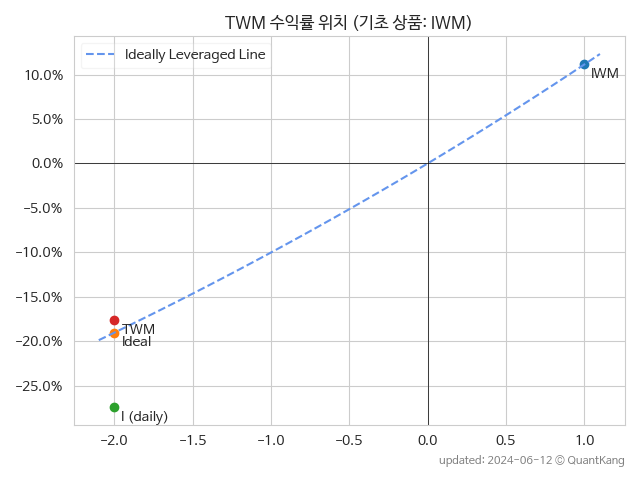 TWM 수익률 위치 (기초 상품: IWM)
Ideally Leveraged Line
10.0%
5.0%
0.0%
−5.0%
−10.0%
−15.0%
−20.0%
−25.0%
IWM
TWM
Ideal
I (daily)
−2.0 −1.5 −1.0 −0.5 0.0 0.5 1.0
updated: 2024-06-12 © QuantKang